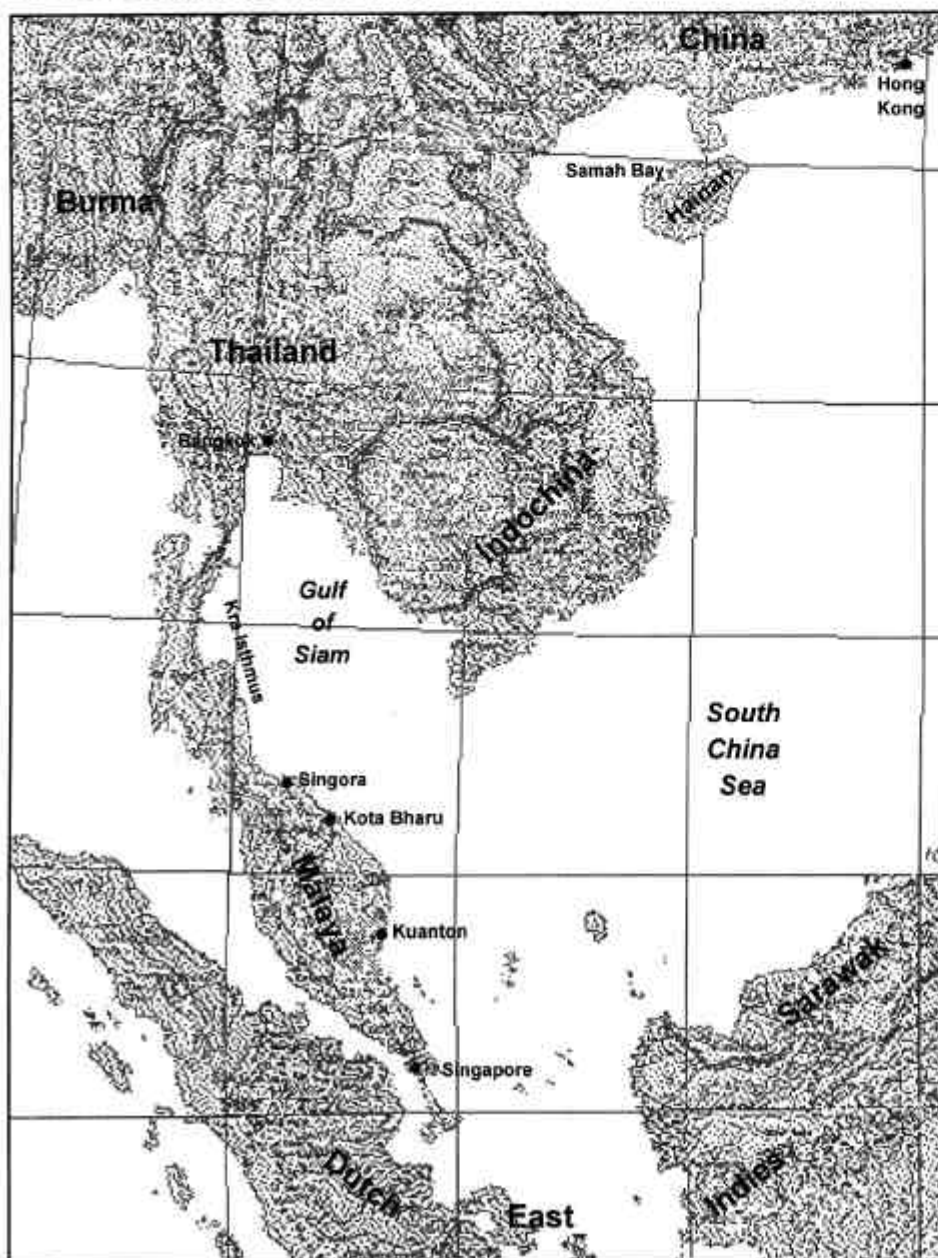 China
Hong
Kong
Samah Bay
Hainan
Burma
Thailand
Bangkok
Indochina
Gulf
of
Siam
Kra Isthmus
South
China
Sea
Singora
Kota Bharu
Malaya
Kuanton
Sarawak
Singapore
Dutch
East
Indies